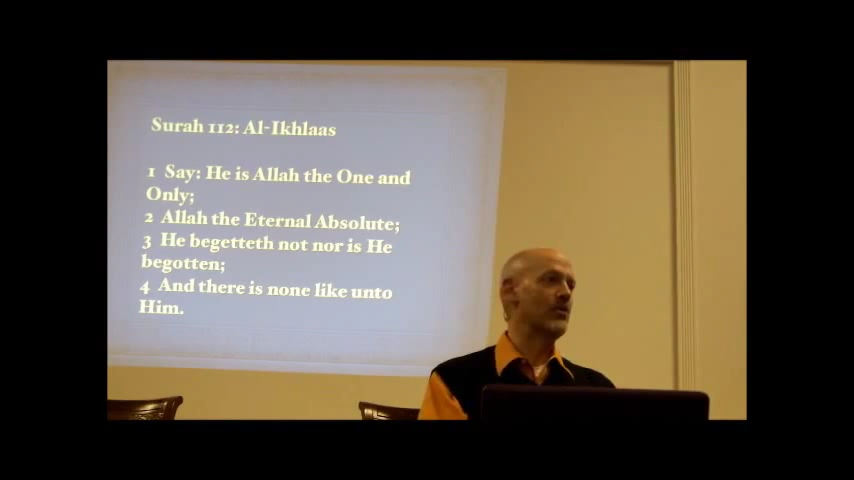 Surah 112: Al-Ikhlaas
1 Say: He is Allah the One and
Only;
2 Allah the Eternal Absolute;
3 He begetteth not nor is He
begotten;
4 And there is none like unto
Him.